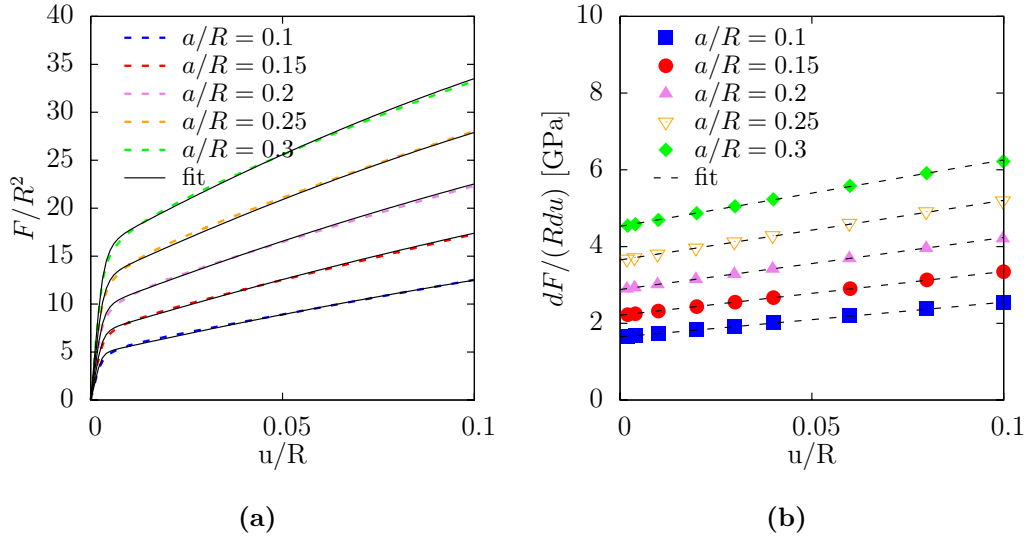 40
35
30
25
20
15
10
5
0
F/R²
a/R = 0.1
a/R = 0.15
a/R = 0.2
a/R = 0.25
a/R = 0.3
fit
0
0.05
0.1
u/R
(a)
10
8
6
4
2
0
dF/(Rdu) [GPa]
a/R = 0.1
a/R = 0.15
a/R = 0.2
a/R = 0.25
a/R = 0.3
fit
0
0.05
0.1
u/R
(b)